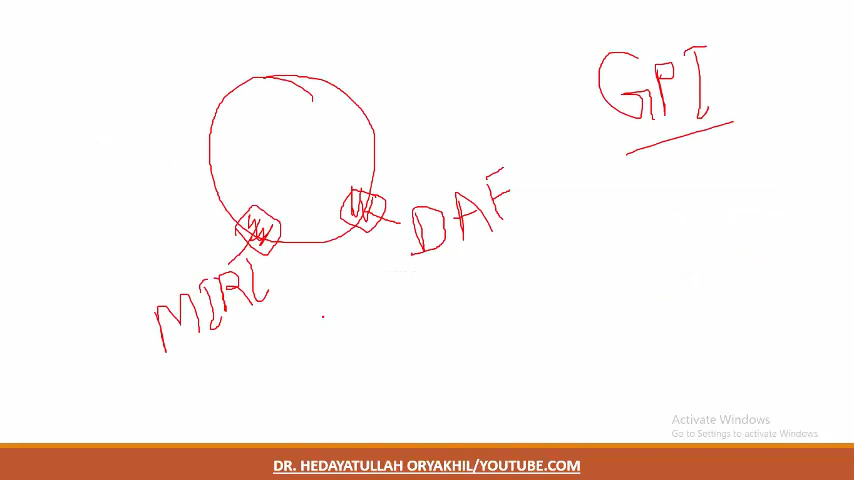 GPI
DAF
MIRL
Activate Windows
Go to Settings to activate Windows.
DR. HEDAYATULLAH ORYAKHIL/YOUTUBE.COM